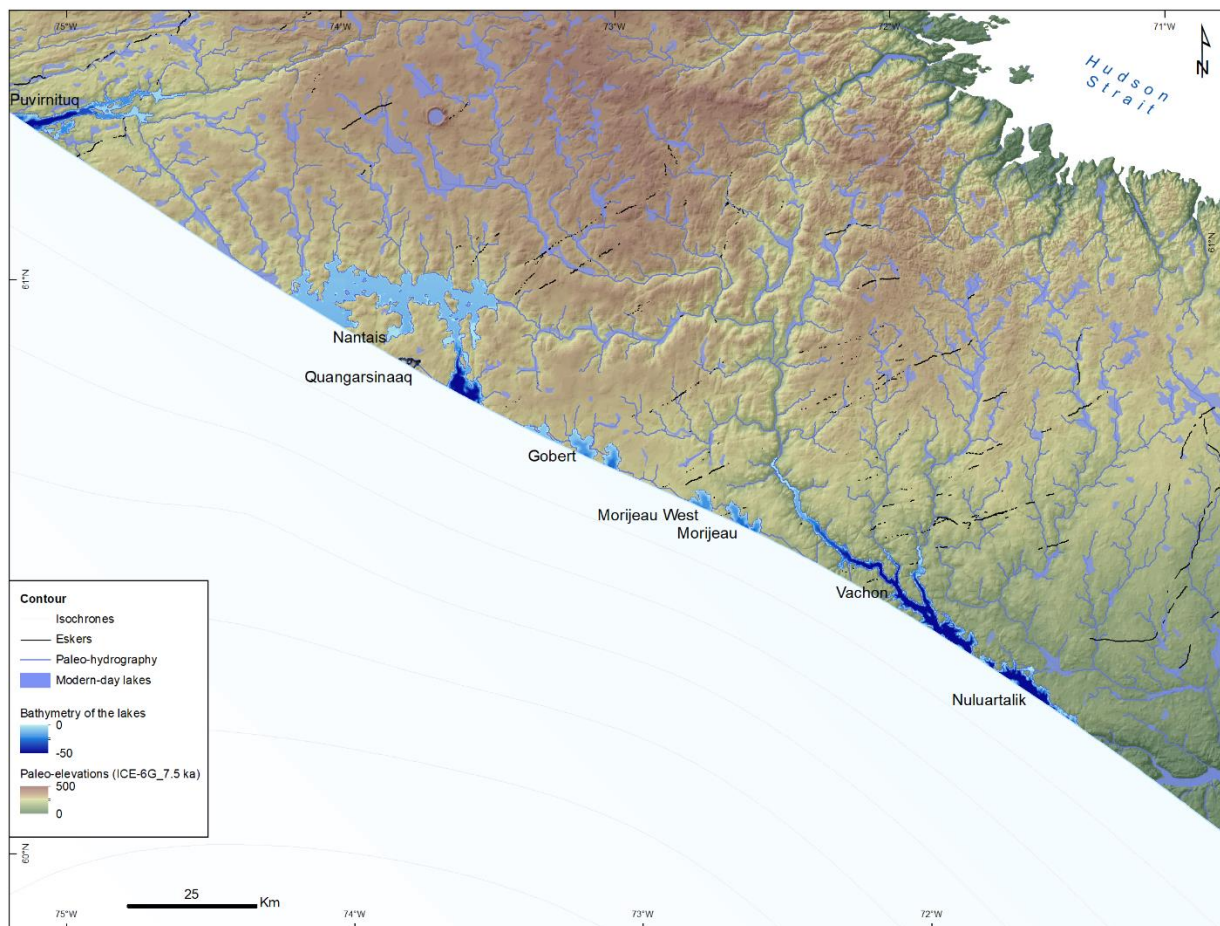 75°W
74°W
73°W
72°W
71°W
Hudson
Strait
N
Puvirnituq
61°N
61°N
Nantais
Quangarsinaaq
Gobert
Morijeau West
Morijeau
Vachon
Nuluartalik
Contour
Isochrones
Eskers
Paleo-hydrography
Modern-day lakes
Bathymetry of the lakes
0
-50
Paleo-elevations (ICE-6G_7.5 ka)
500
0
60°N
25
Km
75°W
74°W
73°W
72°W